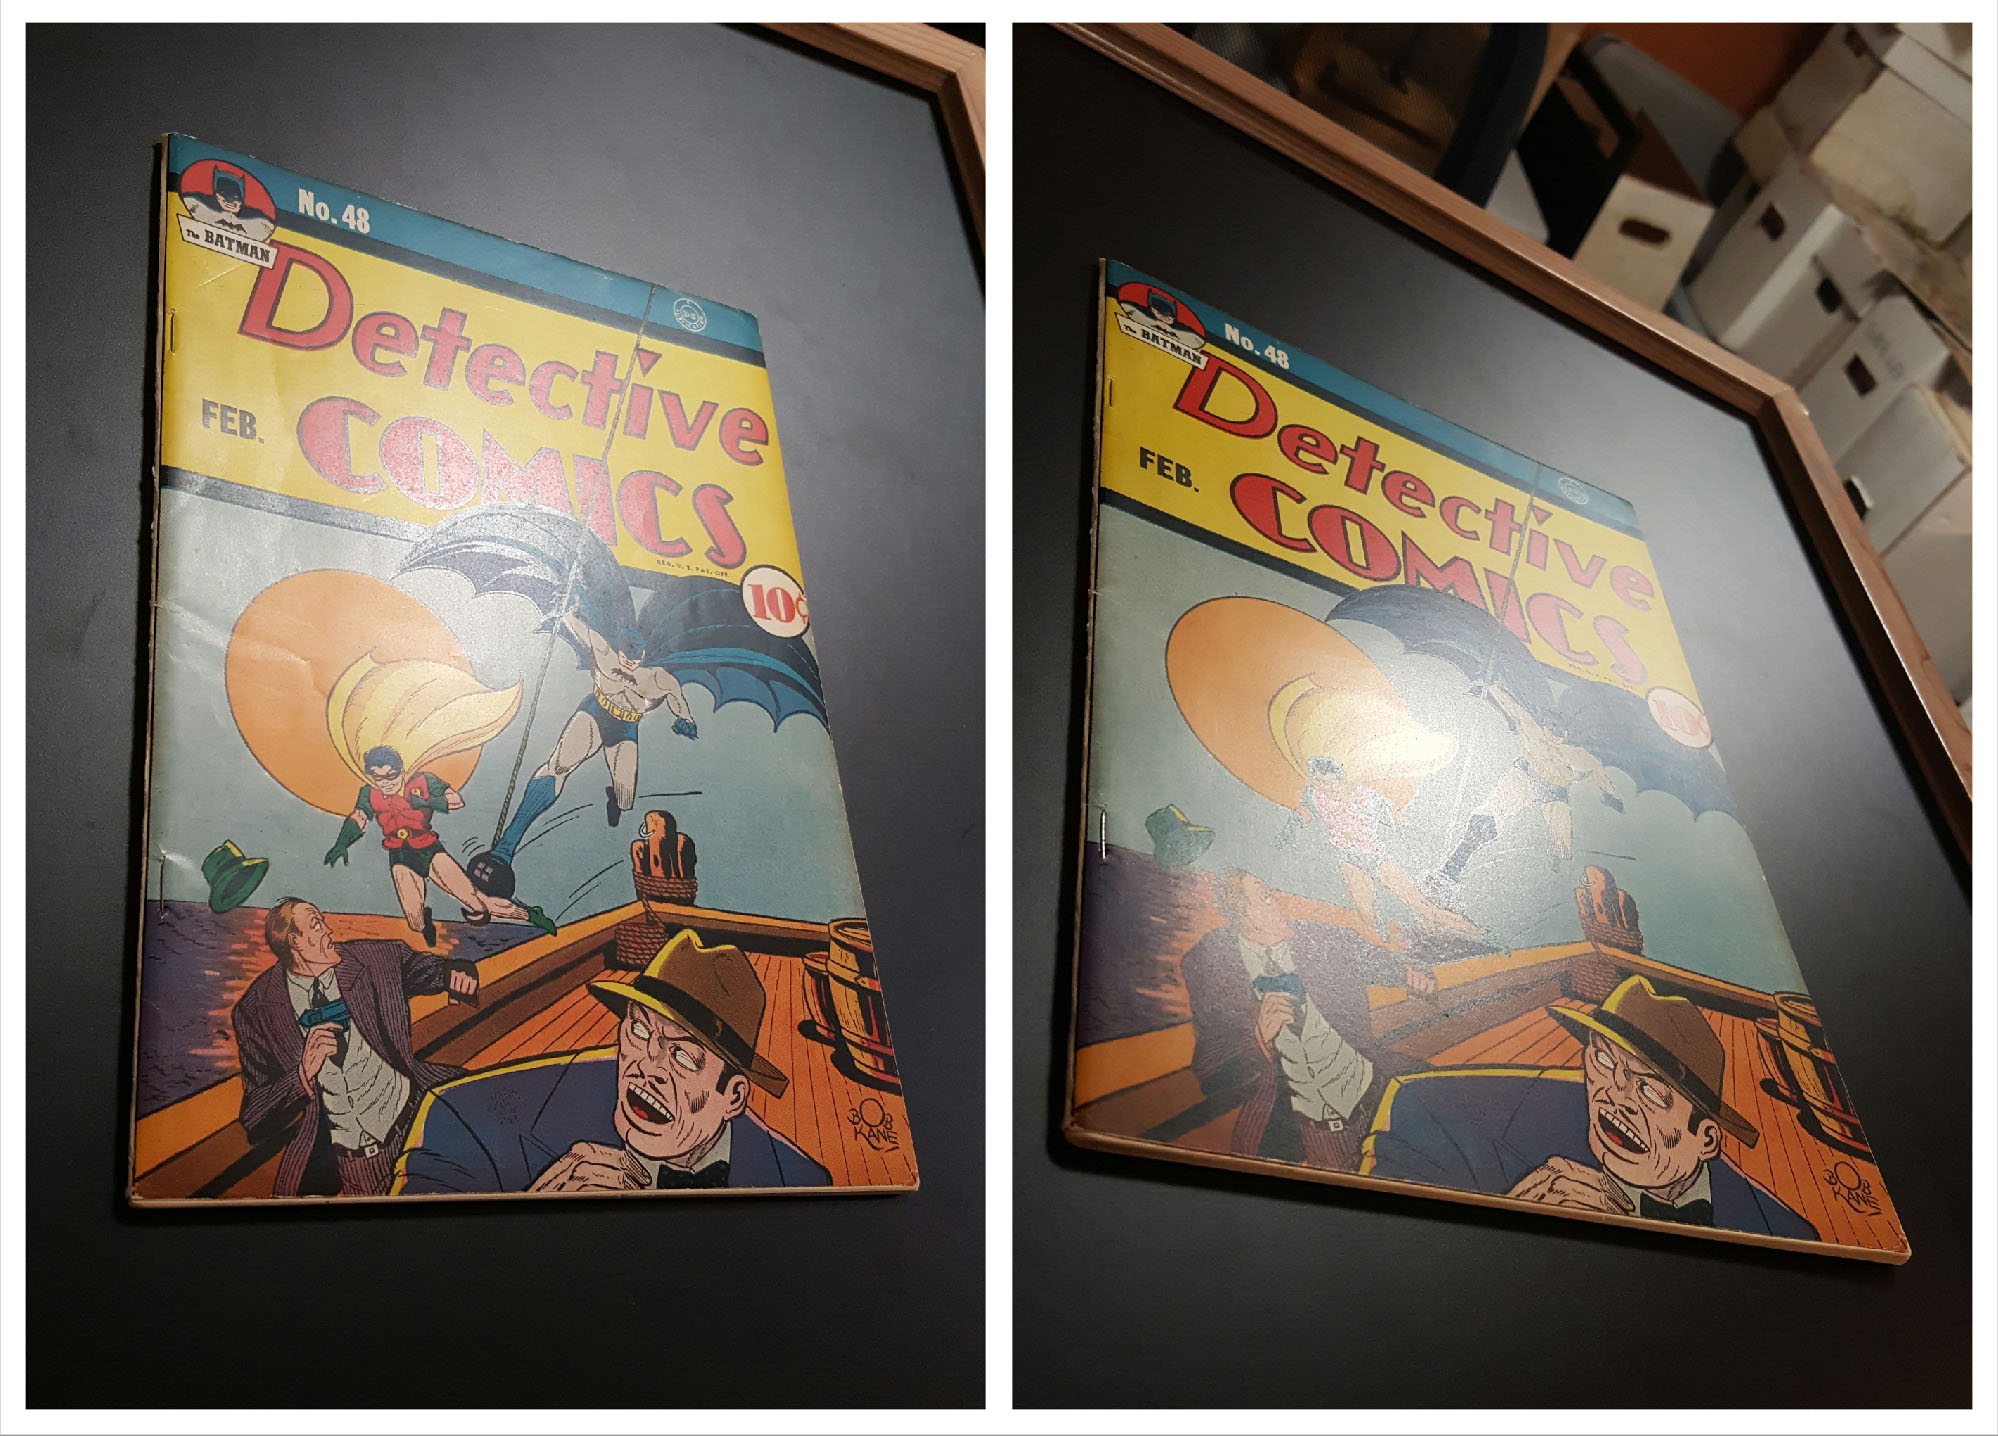 No. 48
The BATMAN
Detective
COMICS
FEB.
REG. U. S. PAT. OFF.
10¢
BOB
KANE
No. 48
The BATMAN
Detective
COMICS
FEB.
10¢
BOB
KANE